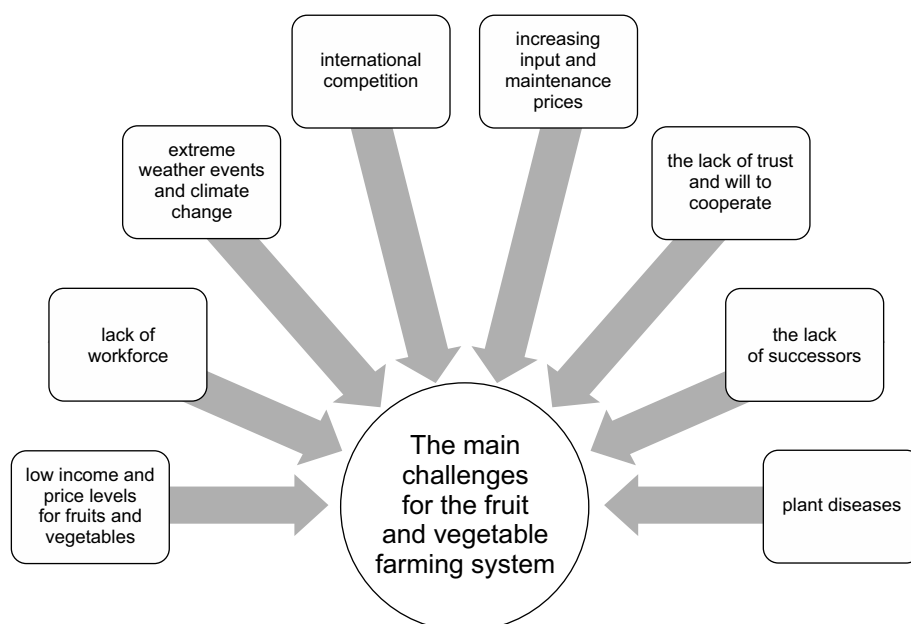 international
competition
increasing
input and
maintenance
prices
extreme
weather events
and climate
change
the lack of trust
and will to
cooperate
lack of
workforce
the lack
of successors
low income and
price levels
for fruits and
vegetables
The main
challenges
for the fruit
and vegetable
farming system
plant diseases